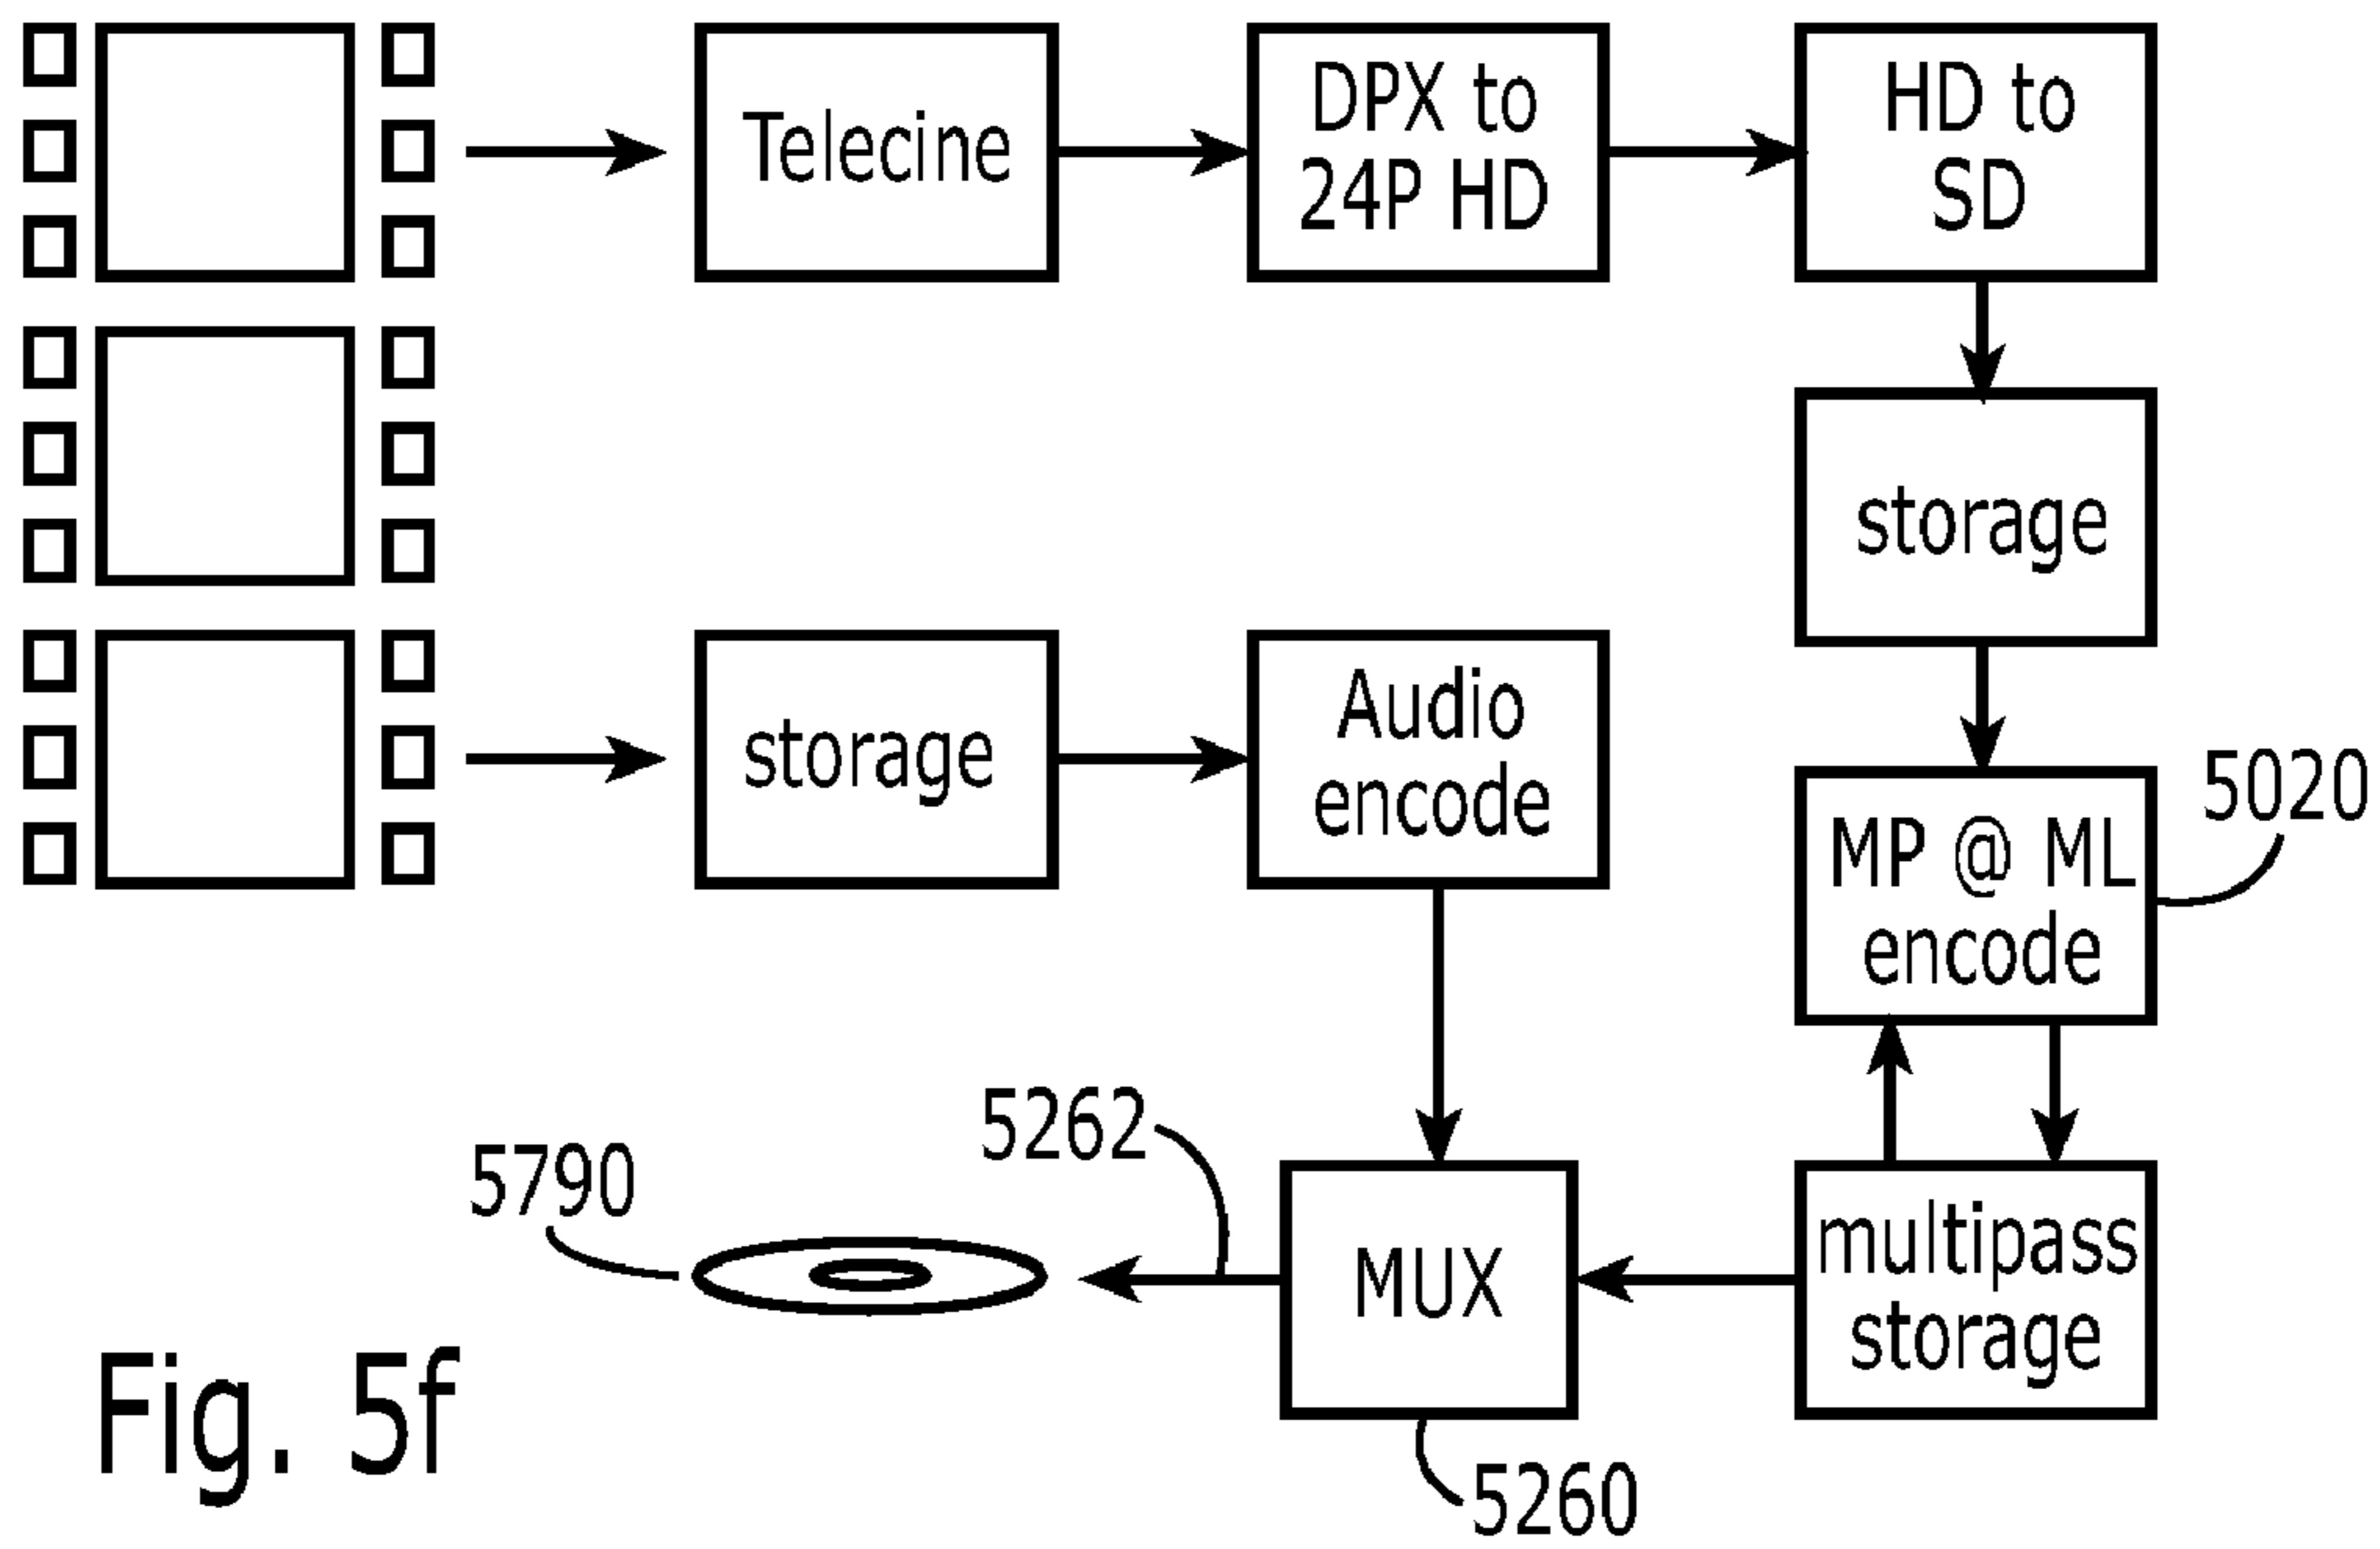 Telecine
DPX to
24P HD
HD to
SD
storage
storage
Audio
encode
MP @ ML
encode
5020
5790
5262
MUX
multipass
storage
5260
Fig. 5f